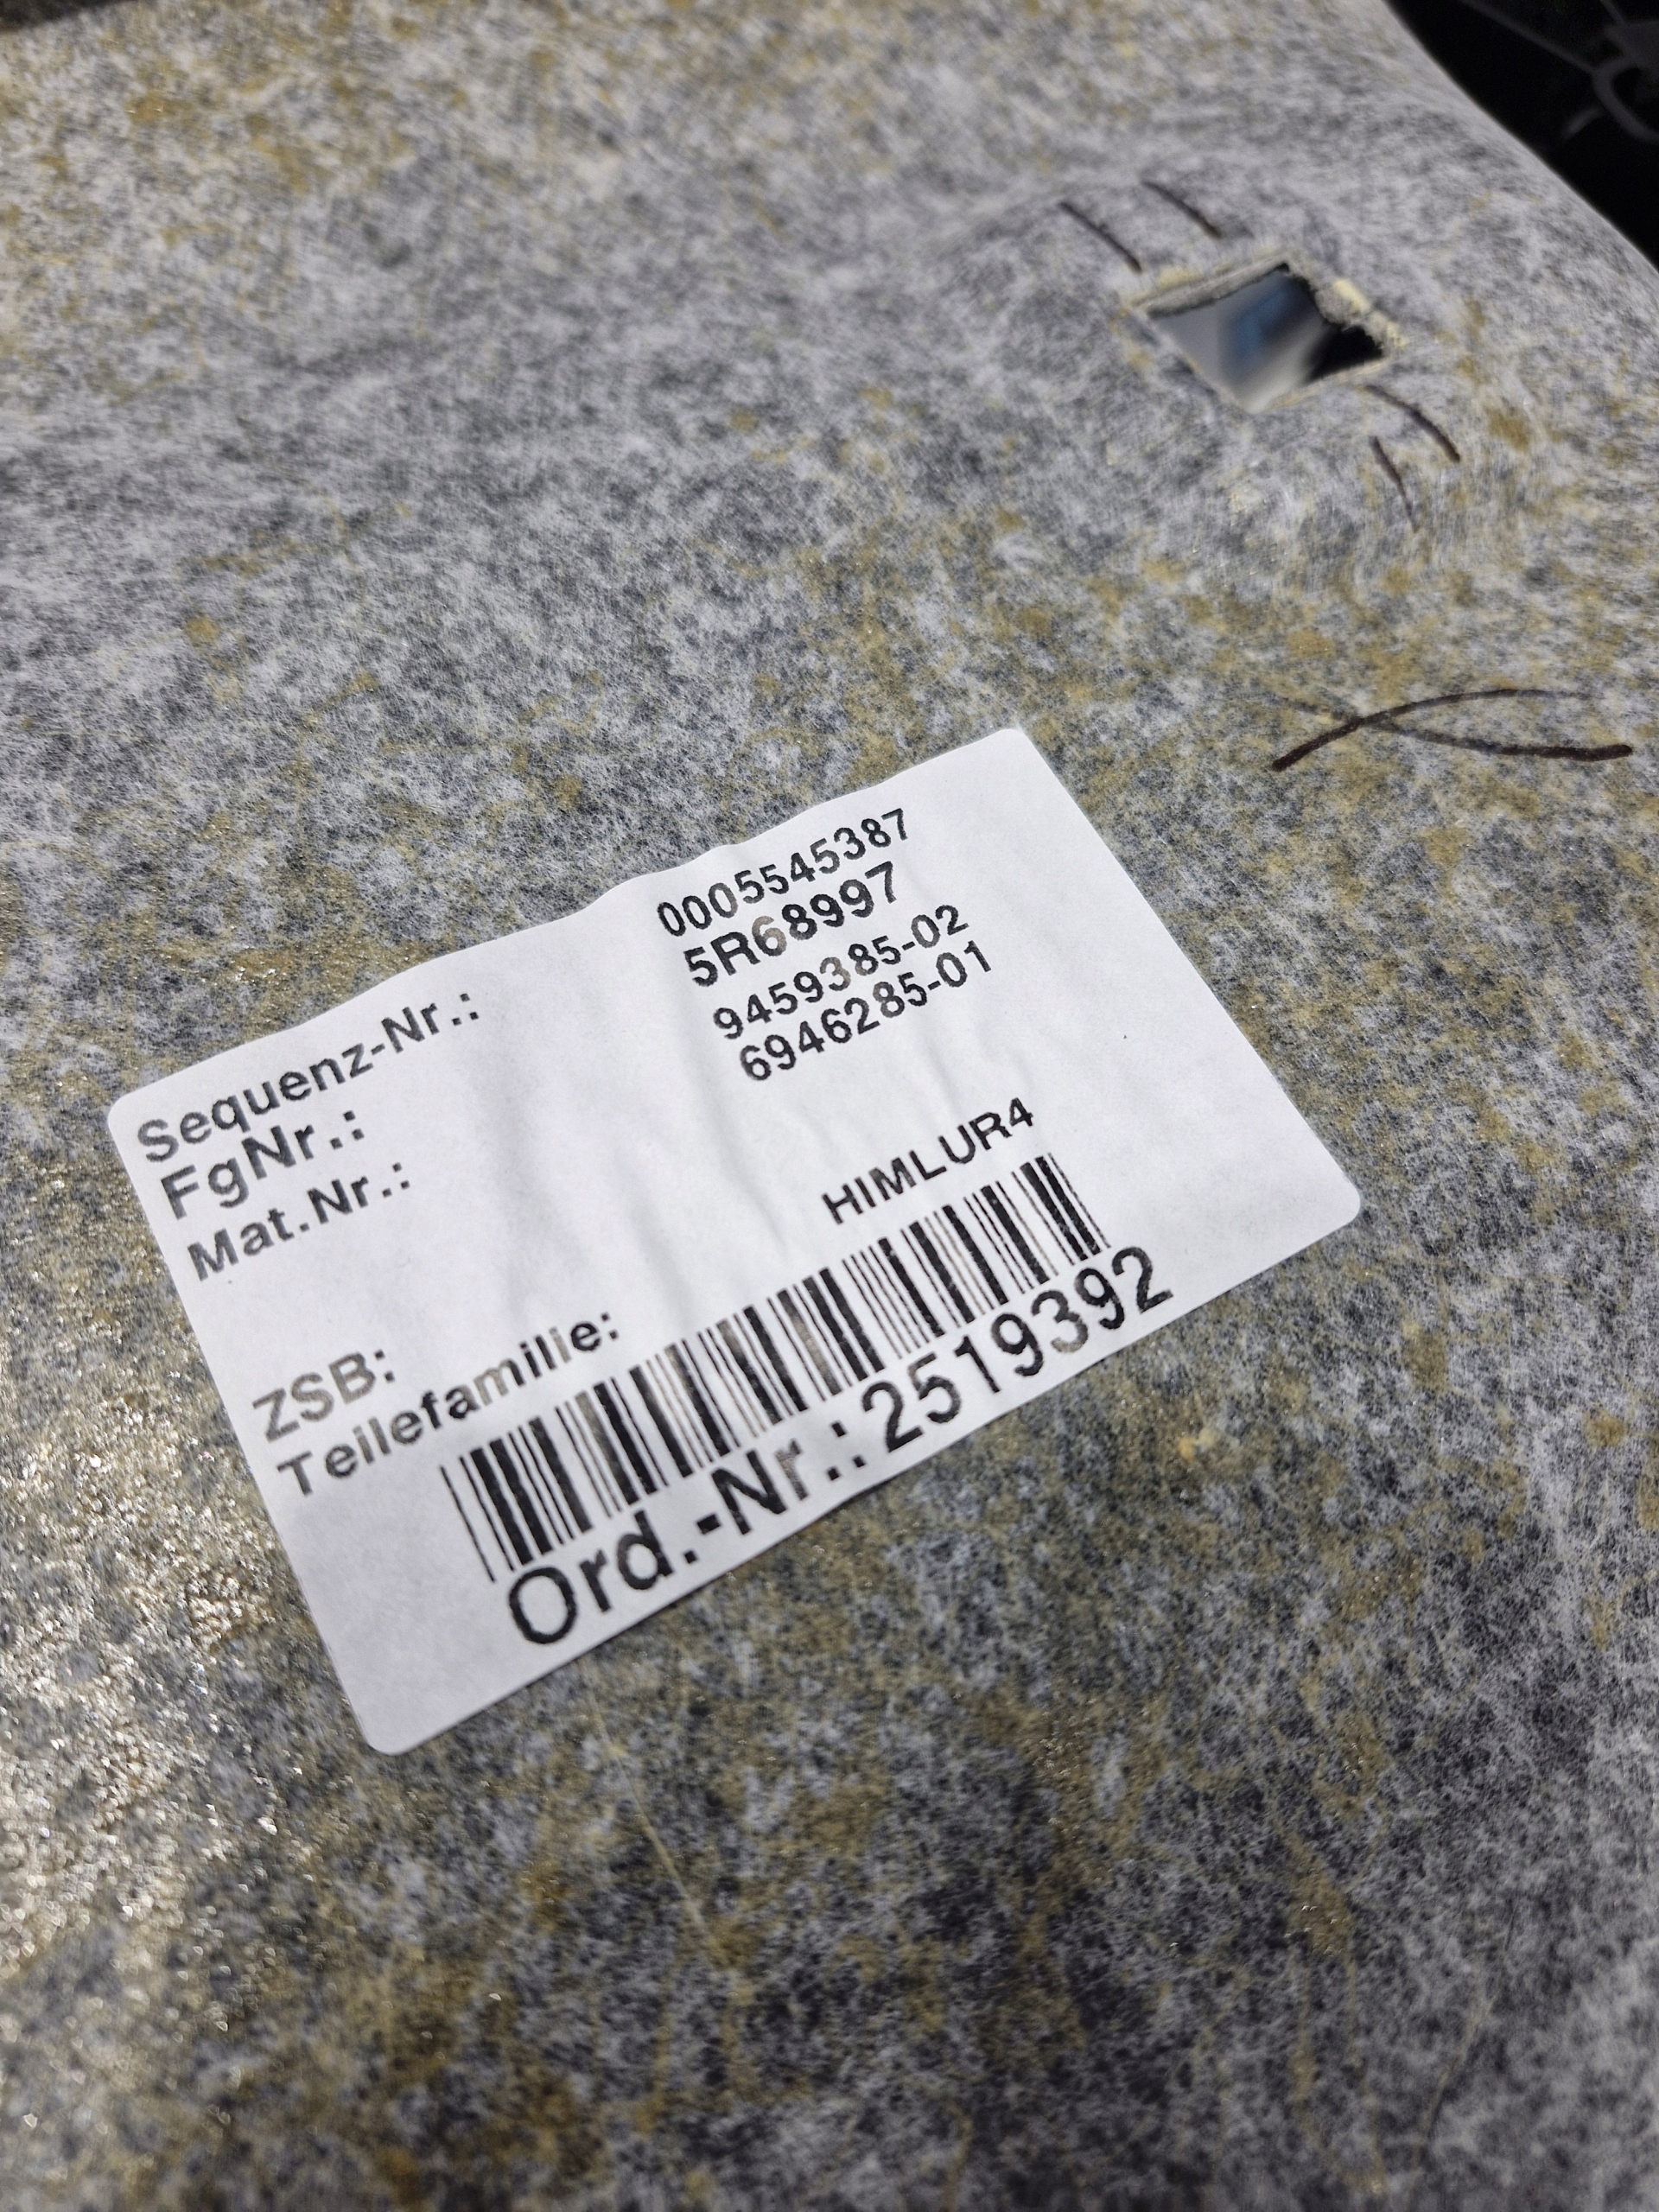 Sequenz-Nr.: 0005545387
FgNr.: 5R68997
Mat.Nr.: 9459385-02
6946285-01
ZSB:
Teilefamilie: HIMLUR4
Ord.-Nr.:2519392